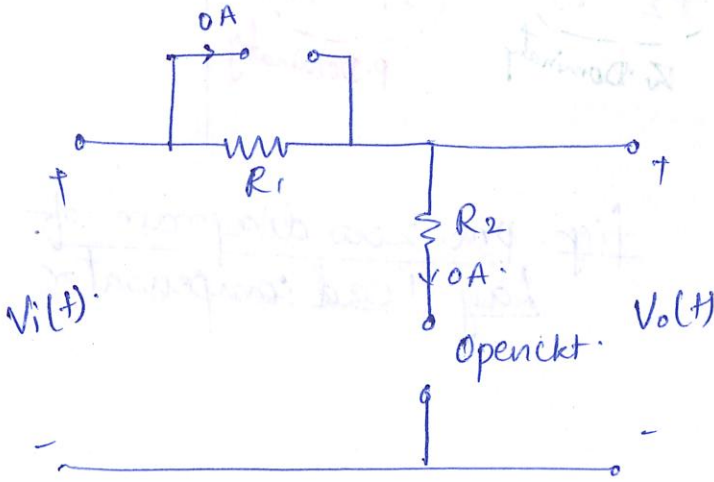 0A
R1
+
+
R2
0A.
Vi(t).
Openckt.
Vo(t)
-
-